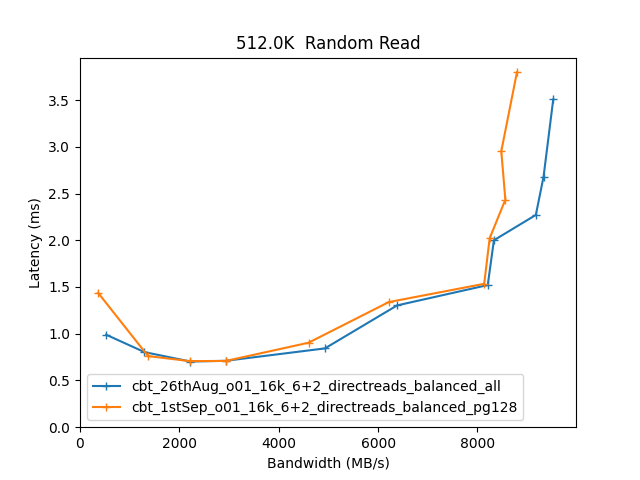 512.0K  Random Read
3.5
3.0
2.5
2.0
1.5
1.0
0.5
0.0
Latency (ms)
cbt_26thAug_o01_16k_6+2_directreads_balanced_all
cbt_1stSep_o01_16k_6+2_directreads_balanced_pg128
0 2000 4000 6000 8000
Bandwidth (MB/s)